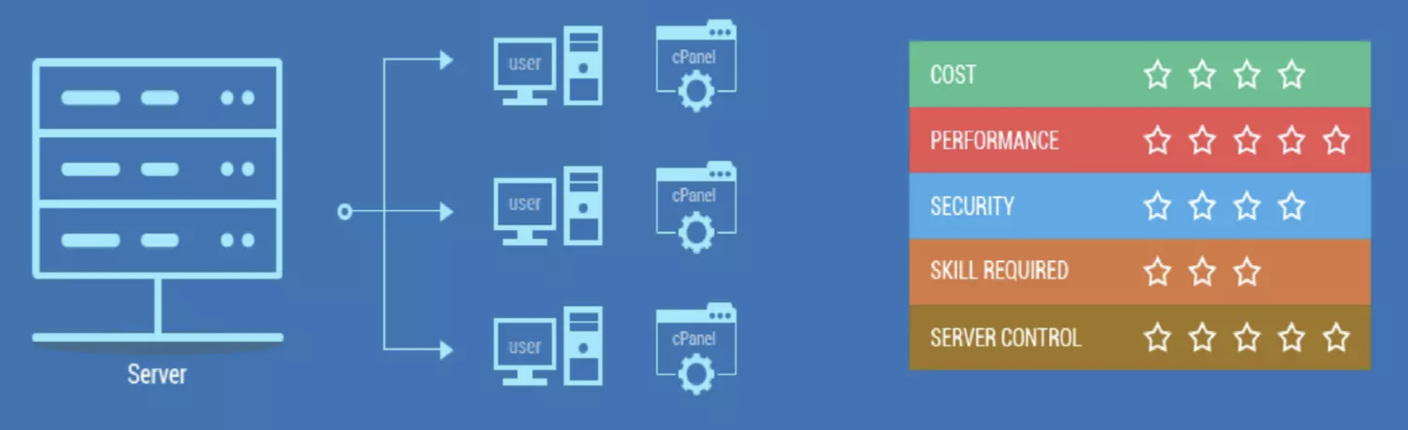 Server
user
cPanel
user
cPanel
user
cPanel
COST
PERFORMANCE
SECURITY
SKILL REQUIRED
SERVER CONTROL